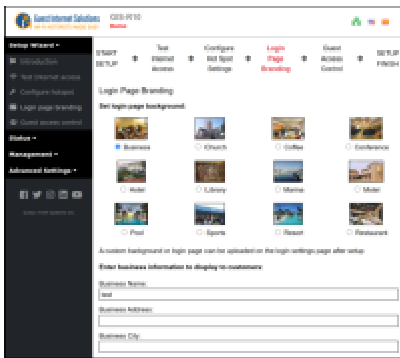 Guest Internet Solutions
GIS-R10
Setup Wizard
Introduction
Test internet access
Configure hotspot
Login page branding
Guest access control
Status
Management
Advanced Settings
START SETUP
Test Internet Access
Configure Hot Spot Settings
Login Page Branding
Guest Access Control
SETUP FINISH
Login Page Branding
Set login page background:
Business Church Coffee Conference
Hotel Library Marina Motel
Pool Sports Resort Restaurant
A custom background or login page can be uploaded on the login settings page after setup
Enter business information to display to customers:
Business Name:
test
Business Address:
Business City: